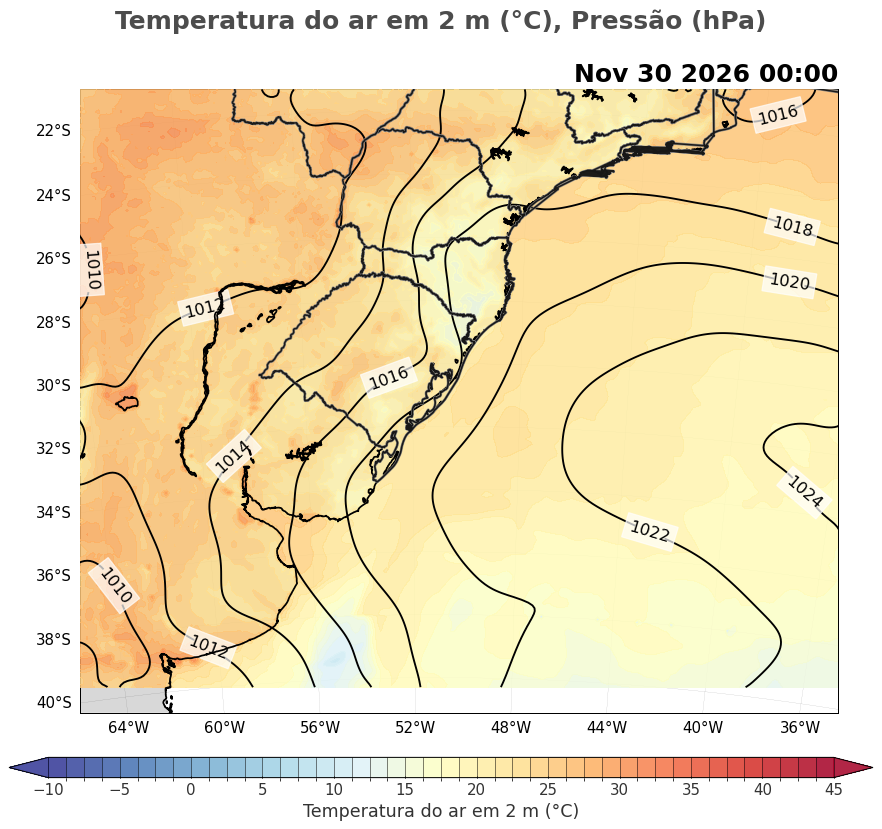 Temperatura do ar em 2 m (°C), Pressão (hPa)
Nov 30 2026 00:00
22°S
24°S
26°S
28°S
30°S
32°S
34°S
36°S
38°S
40°S
1016
1018
1010
1020
1012
1016
1014
1024
1022
1010
1012
64°W 60°W 56°W 52°W 48°W 44°W 40°W 36°W
−10 −5 0 5 10 15 20 25 30 35 40 45
Temperatura do ar em 2 m (°C)